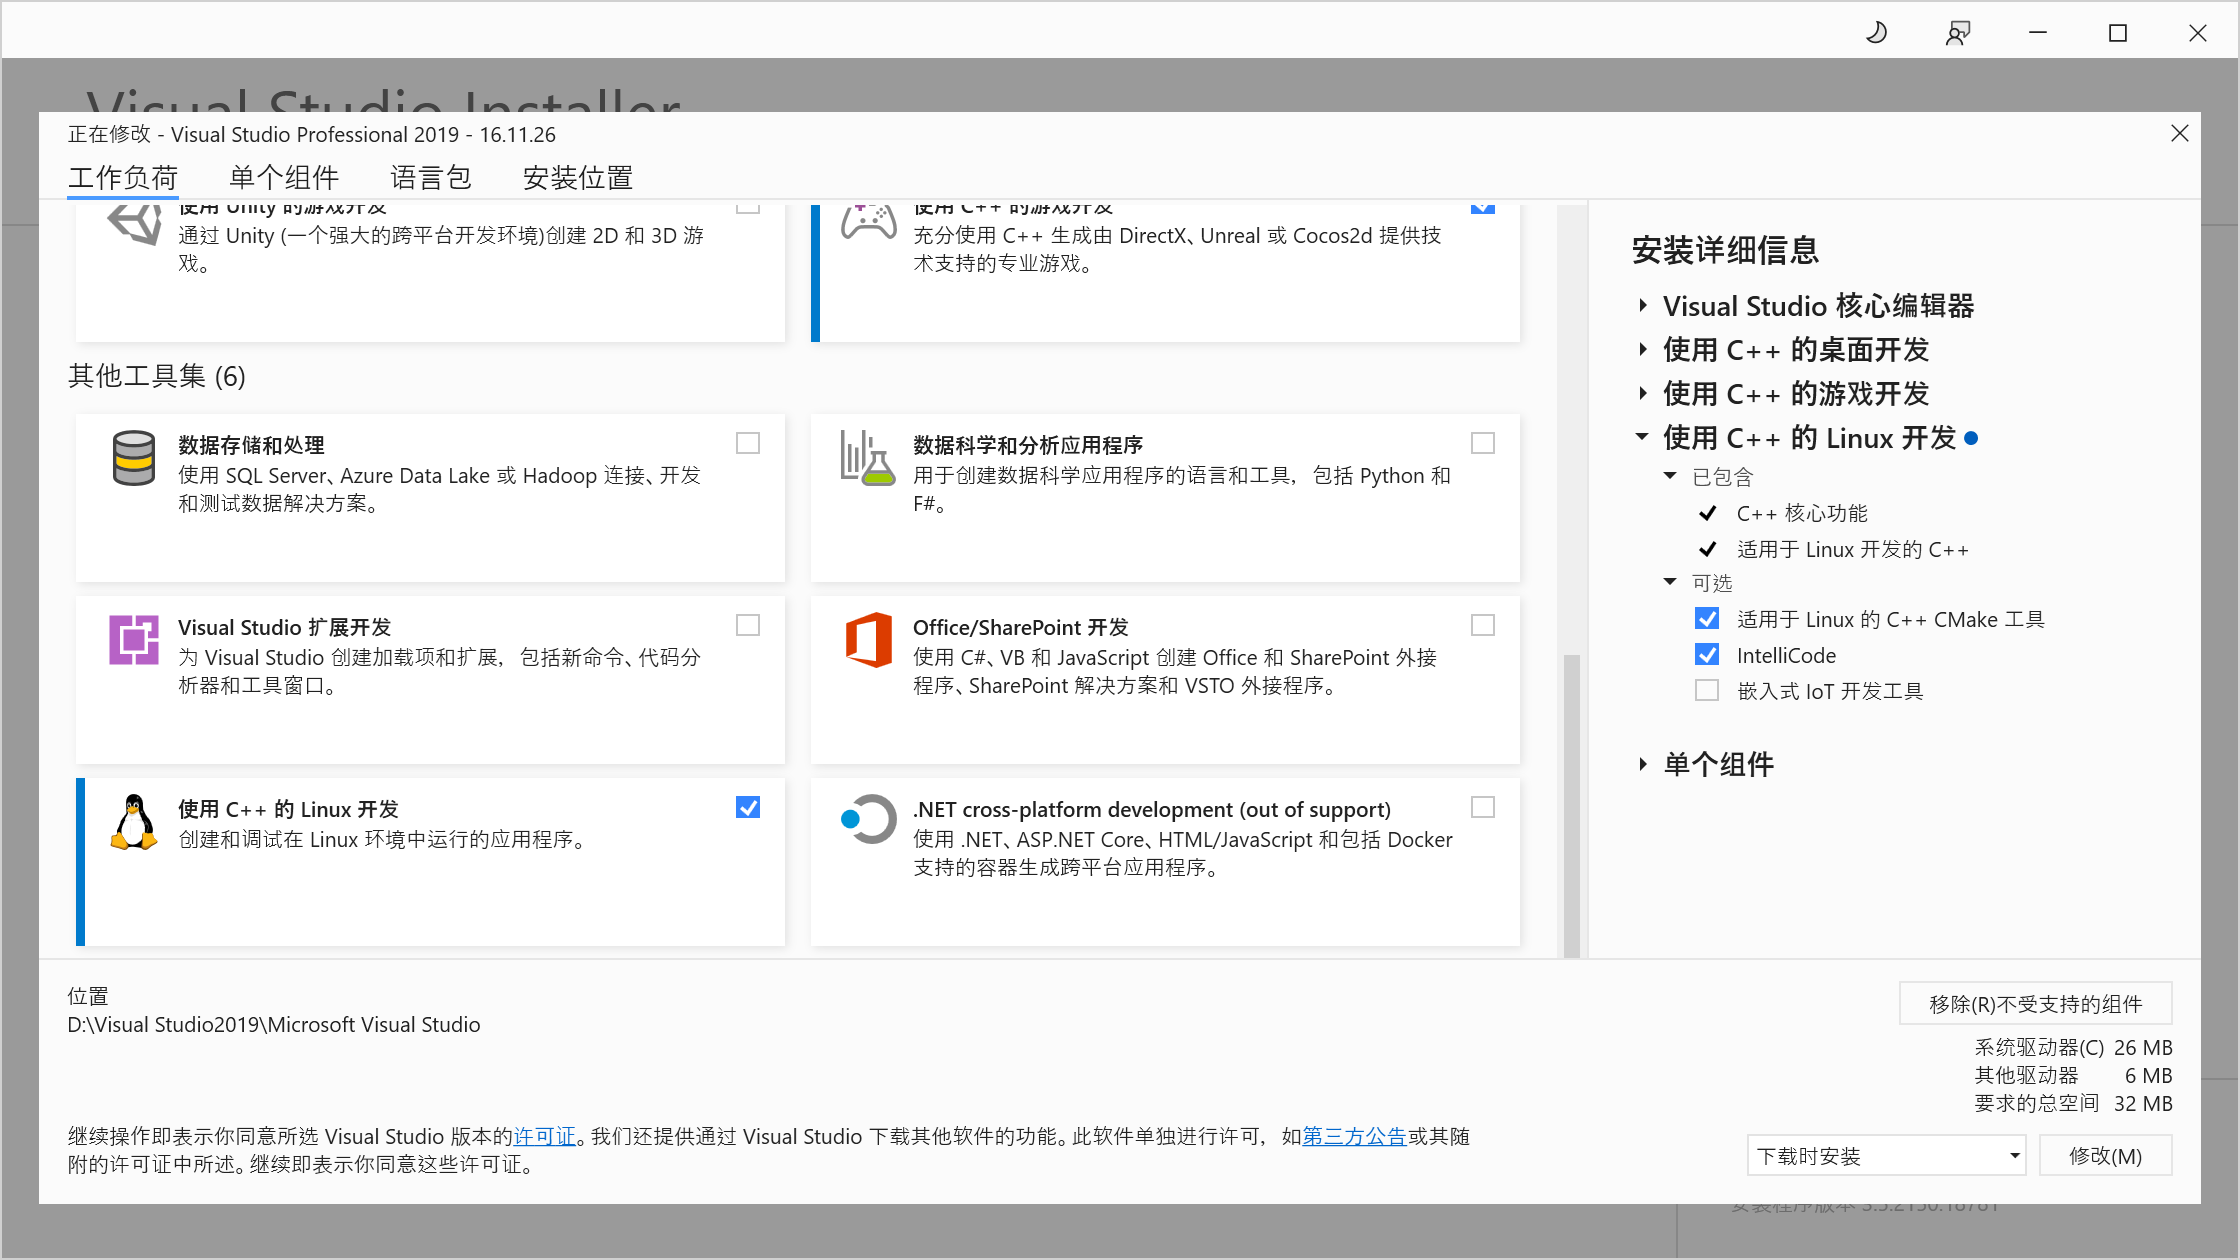 Visual Studio Installer
正在修改 - Visual Studio Professional 2019 - 16.11.26
工作负荷 单个组件 语言包 安装位置
使用 Unity 的游戏开发
通过 Unity (一个强大的跨平台开发环境)创建 2D 和 3D 游
戏。
使用 C++ 的游戏开发
充分使用 C++ 生成由 DirectX、Unreal 或 Cocos2d 提供技
术支持的专业游戏。
其他工具集 (6)
数据存储和处理
使用 SQL Server、Azure Data Lake 或 Hadoop 连接、开发
和测试数据解决方案。
数据科学和分析应用程序
用于创建数据科学应用程序的语言和工具，包括 Python 和
F#。
Visual Studio 扩展开发
为 Visual Studio 创建加载项和扩展，包括新命令、代码分
析器和工具窗口。
Office/SharePoint 开发
使用 C#、VB 和 JavaScript 创建 Office 和 SharePoint 外接
程序、SharePoint 解决方案和 VSTO 外接程序。
使用 C++ 的 Linux 开发
创建和调试在 Linux 环境中运行的应用程序。
.NET cross-platform development (out of support)
使用 .NET、ASP.NET Core、HTML/JavaScript 和包括 Docker
支持的容器生成跨平台应用程序。
安装详细信息
Visual Studio 核心编辑器
使用 C++ 的桌面开发
使用 C++ 的游戏开发
使用 C++ 的 Linux 开发
已包含
C++ 核心功能
适用于 Linux 开发的 C++
可选
适用于 Linux 的 C++ CMake 工具
IntelliCode
嵌入式 IoT 开发工具
单个组件
位置
D:\Visual Studio2019\Microsoft Visual Studio
移除(R)不受支持的组件
系统驱动器(C) 26 MB
其他驱动器 6 MB
要求的总空间 32 MB
继续操作即表示你同意所选 Visual Studio 版本的许可证。我们还提供通过 Visual Studio 下载其他软件的功能。此软件单独进行许可，如第三方公告或其随
附的许可证中所述。继续即表示你同意这些许可证。
下载时安装
修改(M)
安装程序版本 3.5.2150.18781